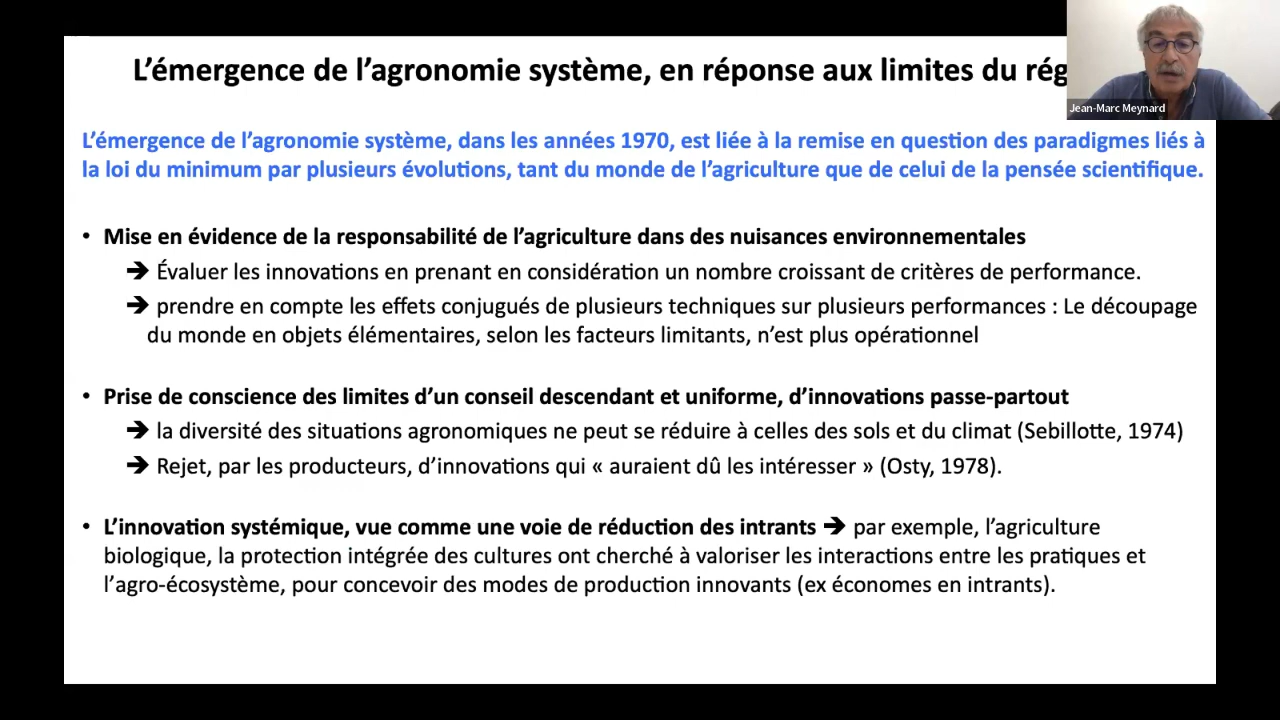 L'émergence de l'agronomie système, en réponse aux limites du rég
Jean-Marc Meynard
L'émergence de l'agronomie système, dans les années 1970, est liée à la remise en question des paradigmes liés à
la loi du minimum par plusieurs évolutions, tant du monde de l'agriculture que de celui de la pensée scientifique.
• Mise en évidence de la responsabilité de l'agriculture dans des nuisances environnementales
➔ Évaluer les innovations en prenant en considération un nombre croissant de critères de performance.
➔ prendre en compte les effets conjugués de plusieurs techniques sur plusieurs performances : Le découpage
du monde en objets élémentaires, selon les facteurs limitants, n'est plus opérationnel
• Prise de conscience des limites d'un conseil descendant et uniforme, d'innovations passe-partout
➔ la diversité des situations agronomiques ne peut se réduire à celles des sols et du climat (Sebillotte, 1974)
➔ Rejet, par les producteurs, d'innovations qui « auraient dû les intéresser » (Osty, 1978).
• L'innovation systémique, vue comme une voie de réduction des intrants ➔ par exemple, l'agriculture
biologique, la protection intégrée des cultures ont cherché à valoriser les interactions entre les pratiques et
l'agro-écosystème, pour concevoir des modes de production innovants (ex économes en intrants).